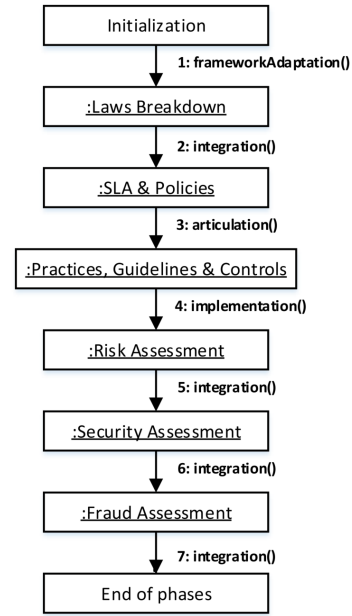 Initialization
1: frameworkAdaptation()
:Laws Breakdown
2: integration()
:SLA & Policies
3: articulation()
:Practices, Guidelines & Controls
4: implementation()
:Risk Assessment
5: integration()
:Security Assessment
6: integration()
:Fraud Assessment
7: integration()
End of phases